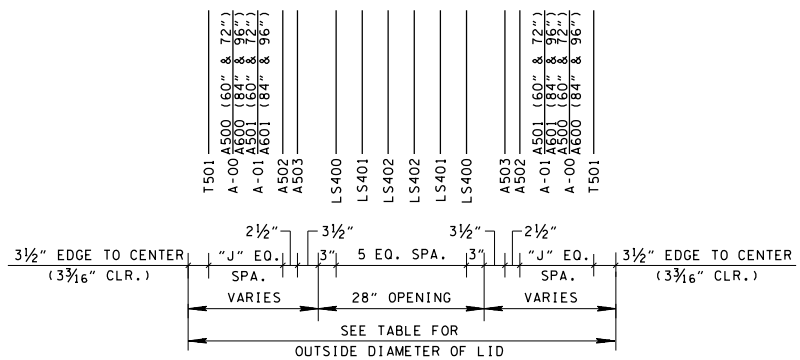 T501
A-00
A500 (60" & 72")
A600 (84" & 96")
A-01
A501 (60" & 72")
A601 (84" & 96")
A502
A503
LS400
LS401
LS402
LS402
LS401
LS400
A503
A502
A-01
A501 (60" & 72")
A601 (84" & 96")
A-00
A500 (60" & 72")
A600 (84" & 96")
T501
2½" 3½" 3½" 2½"
3½" EDGE TO CENTER "J" EQ. 3" 5 EQ. SPA. 3" "J" EQ. 3½" EDGE TO CENTER
(3³⁄₁₆" CLR.) SPA. SPA. (3³⁄₁₆" CLR.)
VARIES 28" OPENING VARIES
SEE TABLE FOR
OUTSIDE DIAMETER OF LID